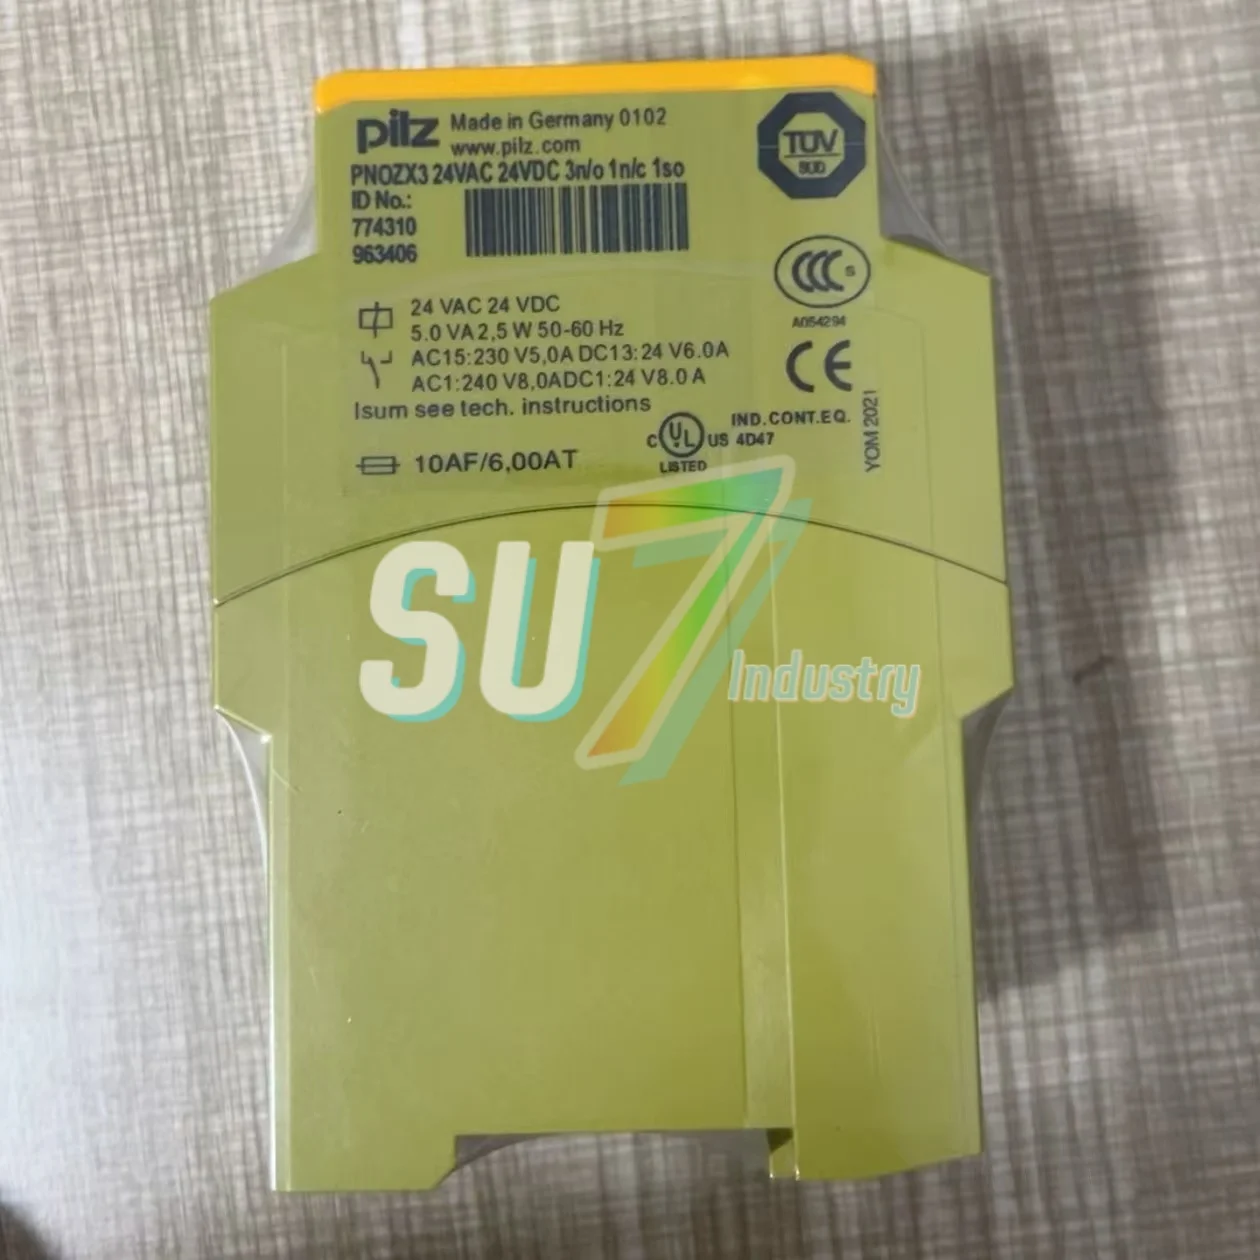 pilz Made in Germany 0102
www.pilz.com
PNOZX3 24VAC 24VDC 3n/o 1n/c 1so
ID No.:
774310
963406
TÜV
SÜD
CCC S
A054294
24 VAC 24 VDC
5.0 VA 2,5 W 50-60 Hz
AC15:230 V5,0A DC13:24 V6.0A
AC1:240 V8,0ADC1:24 V8.0 A
Isum see tech. instructions
CE
10AF/6,00AT
C UL US
LISTED
IND.CONT.EQ.
4D47
YOM 2021
SU7
Industry